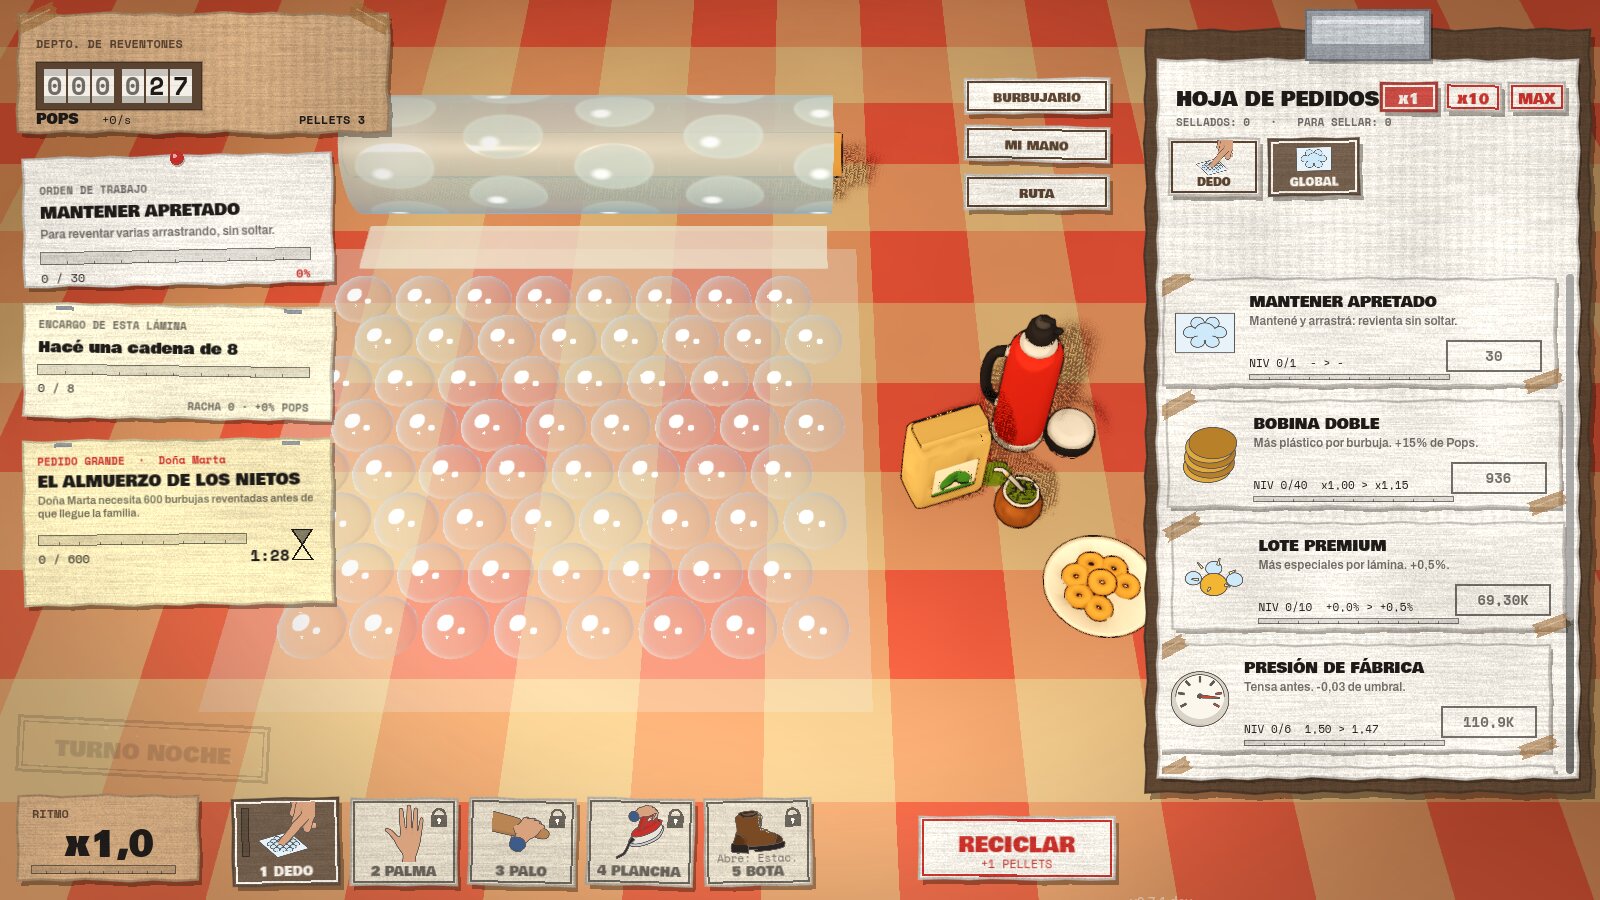 DEPTO. DE REVENTONES
000 027
POPS +0/s PELLETS 3
ORDEN DE TRABAJO
MANTENER APRETADO
Para reventar varias arrastrando, sin soltar.
0 / 30 0%
ENCARGO DE ESTA LÁMINA
Hacé una cadena de 8
0 / 8
RACHA 0 · +0% POPS
PEDIDO GRANDE · Doña Marta
EL ALMUERZO DE LOS NIETOS
Doña Marta necesita 600 burbujas reventadas antes de
que llegue la familia.
0 / 600 1:28
TURNO NOCHE
RITMO
x1,0
1 DEDO
2 PALMA
3 PALO
4 PLANCHA
Abre: Estac.
5 BOTA
BURBUJARIO
MI MANO
RUTA
RECICLAR
+1 PELLETS
HOJA DE PEDIDOS x1 x10 MAX
SELLADOS: 0 · PARA SELLAR: 0
DEDO
GLOBAL
MANTENER APRETADO
Mantené y arrastrá: revienta sin soltar.
NIV 0/1 - > -
30
BOBINA DOBLE
Más plástico por burbuja. +15% de Pops.
NIV 0/40 x1,00 > x1,15
936
LOTE PREMIUM
Más especiales por lámina. +0,5%.
NIV 0/10 +0,0% > +0,5%
69,30K
PRESIÓN DE FÁBRICA
Tensa antes. -0,03 de umbral.
NIV 0/6 1,50 > 1,47
110,9K